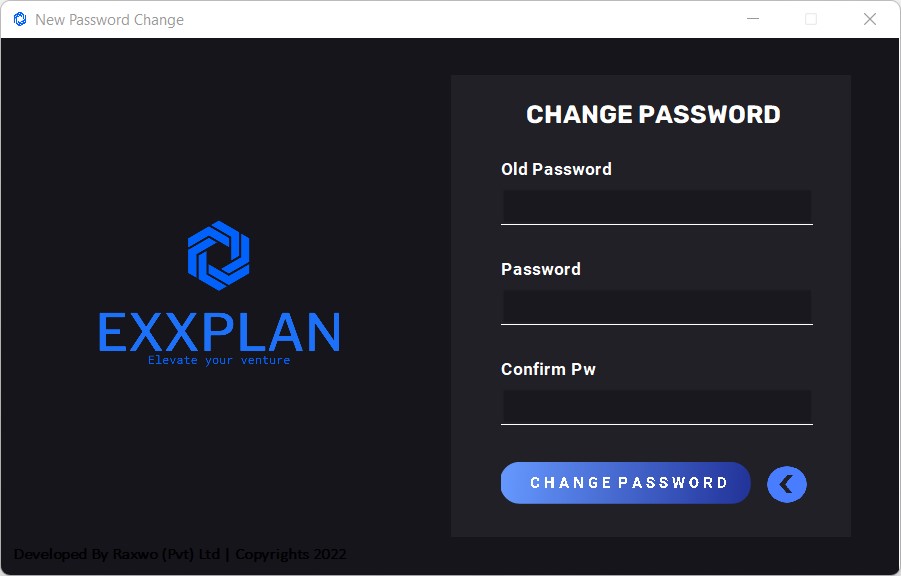 New Password Change
CHANGE PASSWORD
Old Password
Password
Confirm Pw
CHANGE PASSWORD
EXXPLAN
Elevate your venture
Developed By Raxwo (Pvt) Ltd | Copyrights 2022